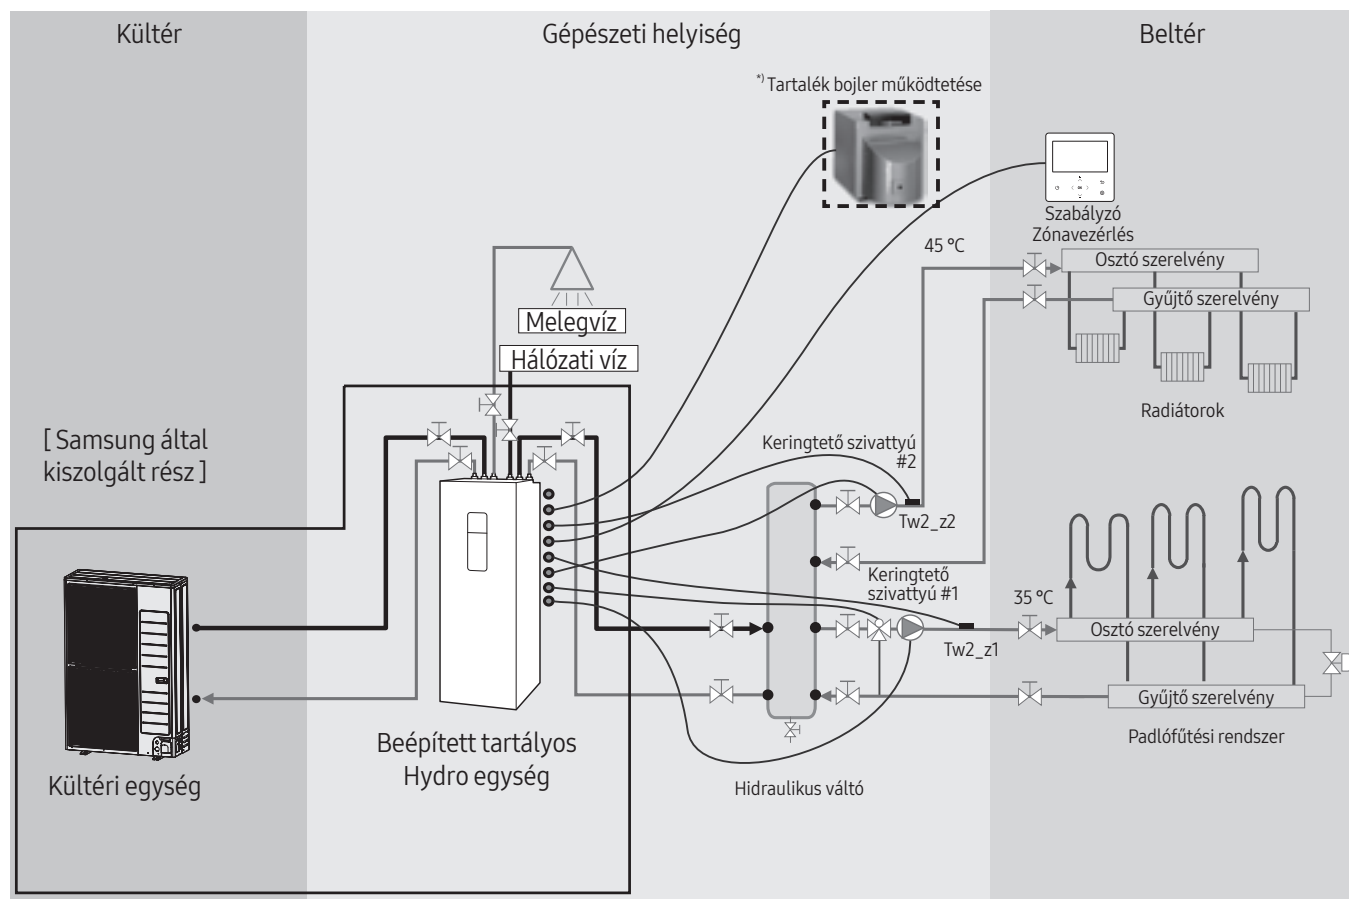 Kültér
Gépészeti helyiség
Beltér
*) Tartalék bojler működtetése
Szabályzó
Zónavezérlés
45 °C
Osztó szerelvény
Gyűjtő szerelvény
Melegvíz
Hálózati víz
Radiátorok
[ Samsung által
kiszolgált rész ]
Keringtető szivattyú
#2
Tw2_z2
Keringtető
szivattyú #1
35 °C
Osztó szerelvény
Tw2_z1
Gyűjtő szerelvény
Padlófűtési rendszer
Beépített tartályos
Hydro egység
Kültéri egység
Hidraulikus váltó